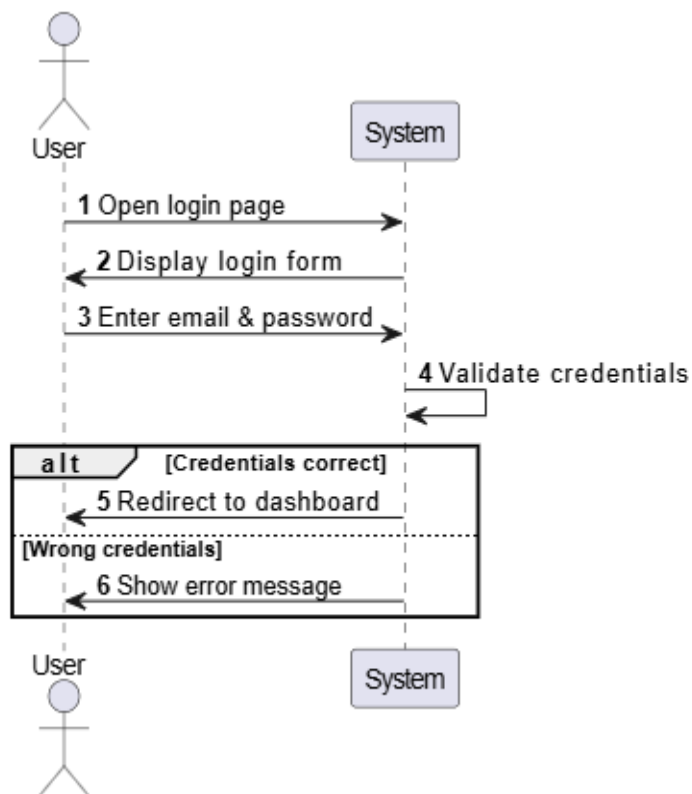 User
System
1 Open login page
2 Display login form
3 Enter email & password
4 Validate credentials
alt [Credentials correct]
5 Redirect to dashboard
[Wrong credentials]
6 Show error message
User
System